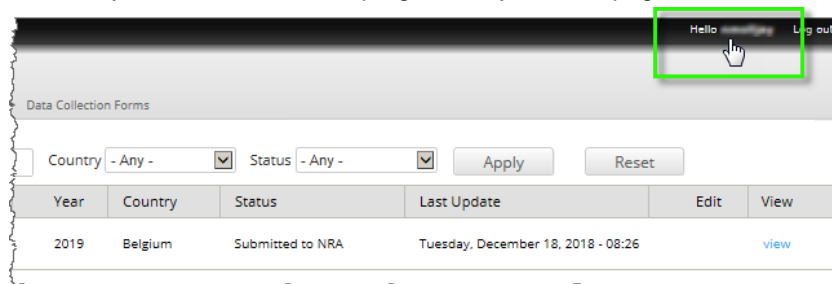 Hello Log out
Data Collection Forms
Country - Any - Status - Any - Apply Reset
Year Country Status Last Update Edit View
2019 Belgium Submitted to NRA Tuesday, December 18, 2018 - 08:26 view